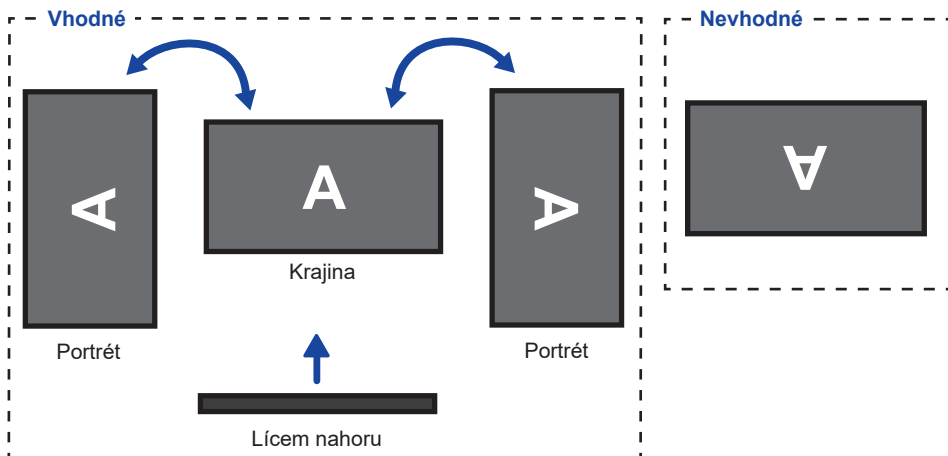 Vhodné
Nevhodné
A
A
A
A
Krajina
Portrét
Portrét
Lícem nahoru